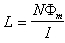 L = NΦₘ / I